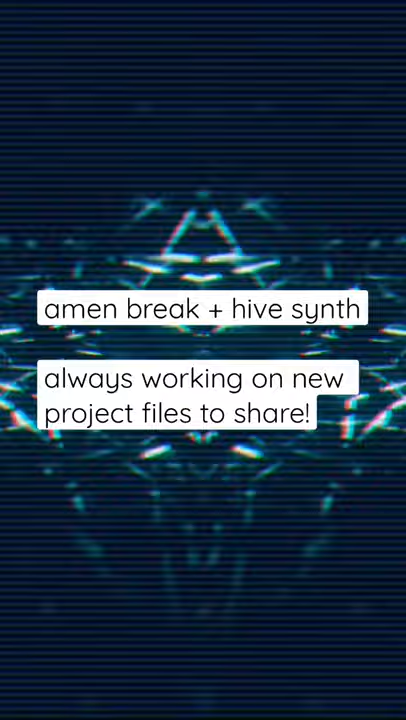 amen break + hive synth
always working on new
project files to share!